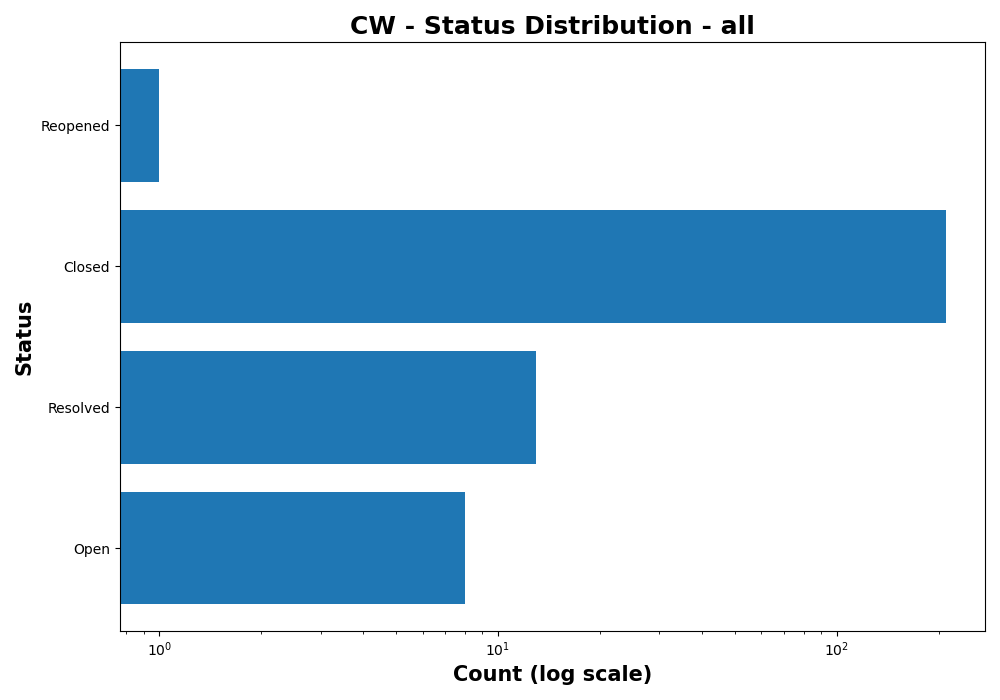 CW - Status Distribution - all
Reopened
Closed
Resolved
Open
Status
10⁰
10¹
10²
Count (log scale)